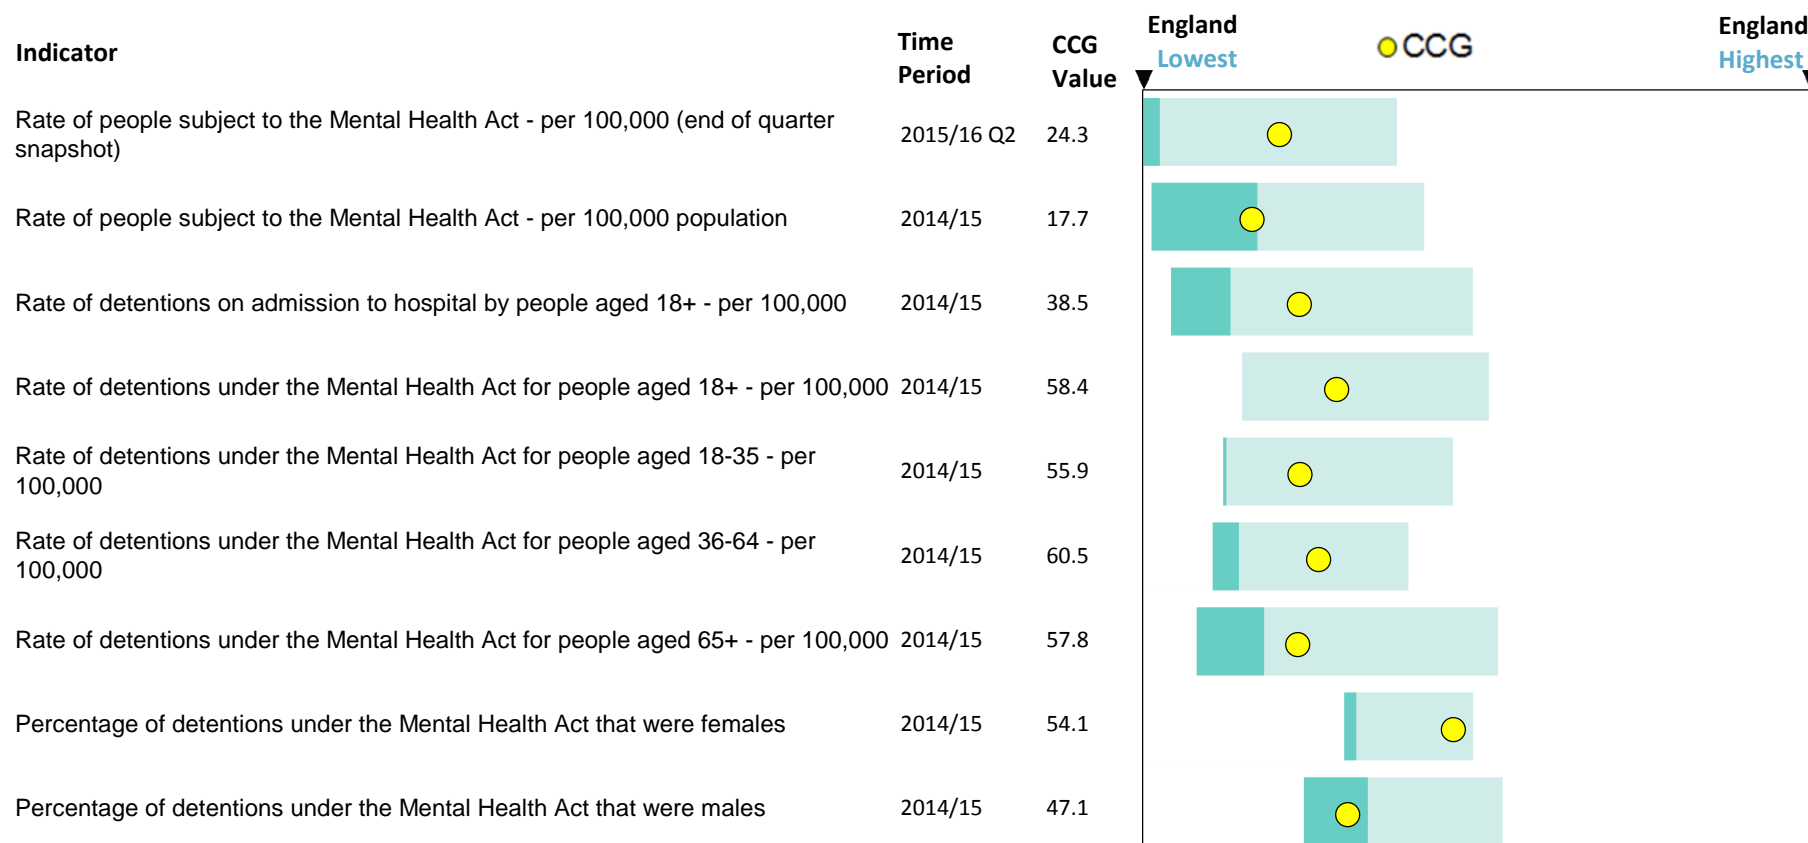 Indicator
Time Period
CCG Value
England Lowest
CCG
England Highest
Rate of people subject to the Mental Health Act - per 100,000 (end of quarter
snapshot)
2015/16 Q2
24.3
Rate of people subject to the Mental Health Act - per 100,000 population
2014/15
17.7
Rate of detentions on admission to hospital by people aged 18+ - per 100,000
2014/15
38.5
Rate of detentions under the Mental Health Act for people aged 18+ - per 100,000
2014/15
58.4
Rate of detentions under the Mental Health Act for people aged 18-35 - per
100,000
2014/15
55.9
Rate of detentions under the Mental Health Act for people aged 36-64 - per
100,000
2014/15
60.5
Rate of detentions under the Mental Health Act for people aged 65+ - per 100,000
2014/15
57.8
Percentage of detentions under the Mental Health Act that were females
2014/15
54.1
Percentage of detentions under the Mental Health Act that were males
2014/15
47.1